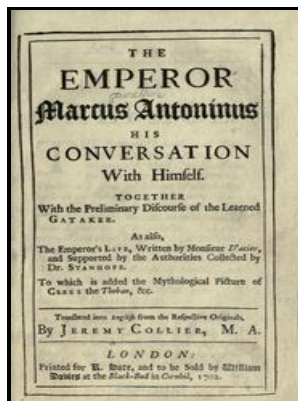 THE
EMPEROR
Marcus Antoninus
HIS
CONVERSATION
With Himself.
TOGETHER
With the Preliminary Discourse of the Learned
GATAKER.
As also,
The Emperor's LIFE, Written by Monsieur D'acier,
and Supported by the Authorities Collected by
Dr. STANHOPE.
To which is added the Mythological Picture of
CEBES the Theban, &c.
Translated into English from the Respective Originals,
By JEREMY COLLIER, M. A.
LONDON:
Printed for R. Sare, and to be Sold by William
Davies at the Black-Bull in Cornhil, 1702.